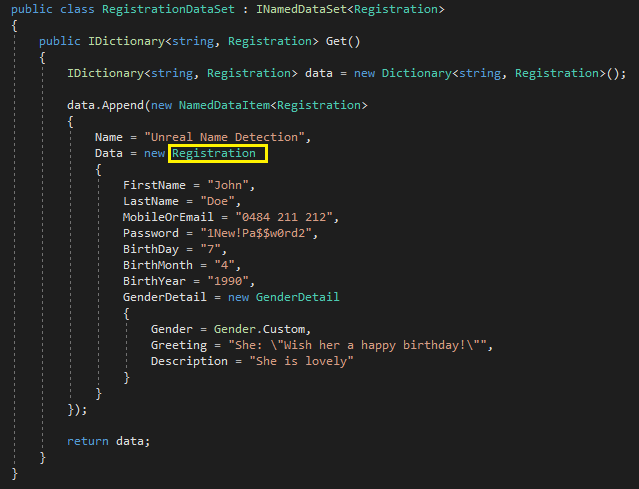 public class RegistrationDataSet : INamedDataSet<Registration>
{
    public IDictionary<string, Registration> Get()
    {
        IDictionary<string, Registration> data = new Dictionary<string, Registration>();

        data.Append(new NamedDataItem<Registration>
        {
            Name = "Unreal Name Detection",
            Data = new Registration
            {
                FirstName = "John",
                LastName = "Doe",
                MobileOrEmail = "0484 211 212",
                Password = "1New!Pa$$w0rd2",
                BirthDay = "7",
                BirthMonth = "4",
                BirthYear = "1990",
                GenderDetail = new GenderDetail
                {
                    Gender = Gender.Custom,
                    Greeting = "She: \"Wish her a happy birthday!\"",
                    Description = "She is lovely"
                }
            }
        });

        return data;
    }
}